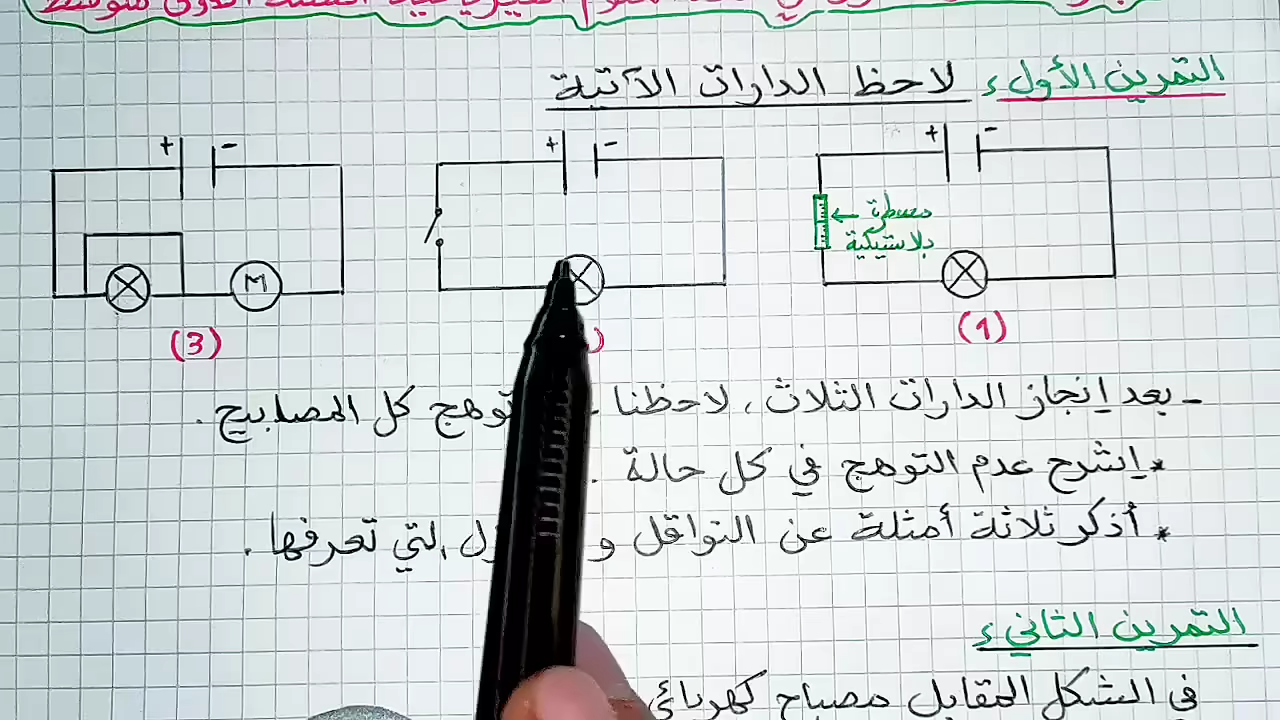 التمرين الأول: لاحظ الدارات الآتية
+ -
+ -
+ -
مسطرة
بلاستيكية
M
(1)
(3)
- بعد إنجاز الدارات الثلاث، لاحظنا توهج كل المصابيح.
* إشرح عدم التوهج في كل حالة.
* أذكر ثلاثة أمثلة عن النواقل و التي تعرفها.
التمرين الثاني:
في الشكل المقابل مصباح كهربائي